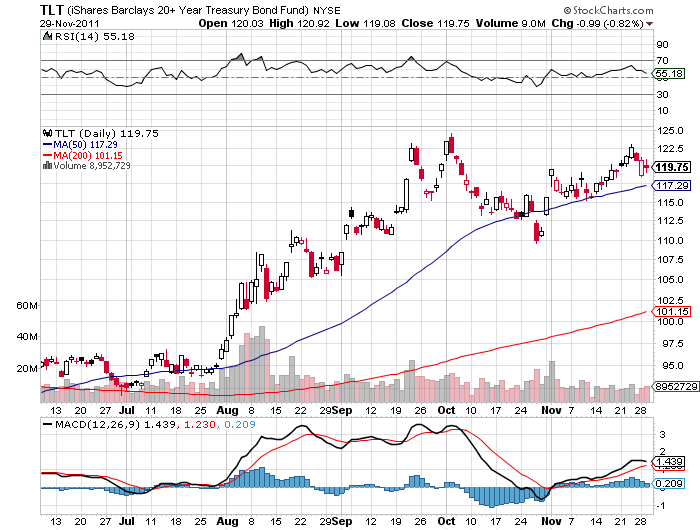 TLT (iShares Barclays 20+ Year Treasury Bond Fund) NYSE © StockCharts.com
29-Nov-2011 Open 120.03 High 120.92 Low 119.08 Close 119.75 Volume 9.0M Chg -0.99 (-0.82%)
RSI(14) 55.18
90
70
55.18
30
10
TLT (Daily) 119.75
MA(50) 117.29
MA(200) 101.15
Volume 8,952,729
125.0
122.5
119.75
117.29
115.0
112.5
110.0
107.5
105.0
102.5
101.15
100.0
97.5
95.0
8952729
60M
40M
20M
13 20 27 Jul 11 18 25 Aug 8 15 22 29 Sep 12 19 26 Oct 10 17 24 Nov 7 14 21 28
MACD(12,26,9) 1.439, 1.230, 0.209
3
2
1.439
0.209
-1
13 20 27 Jul 11 18 25 Aug 8 15 22 29 Sep 12 19 26 Oct 10 17 24 Nov 7 14 21 28